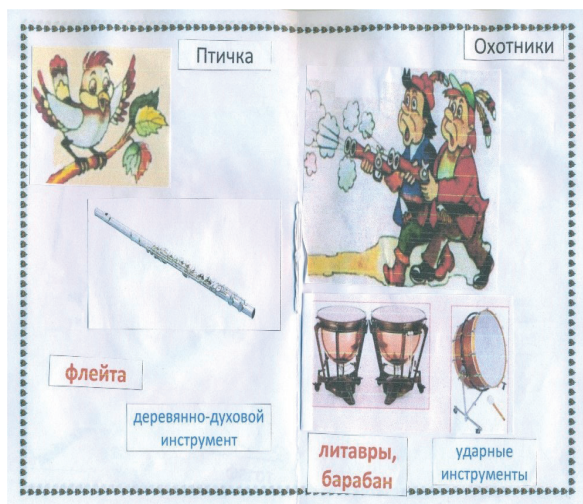 Птичка
флейта
деревянно-духовой
инструмент
Охотники
литавры,
барабан
ударные
инструменты